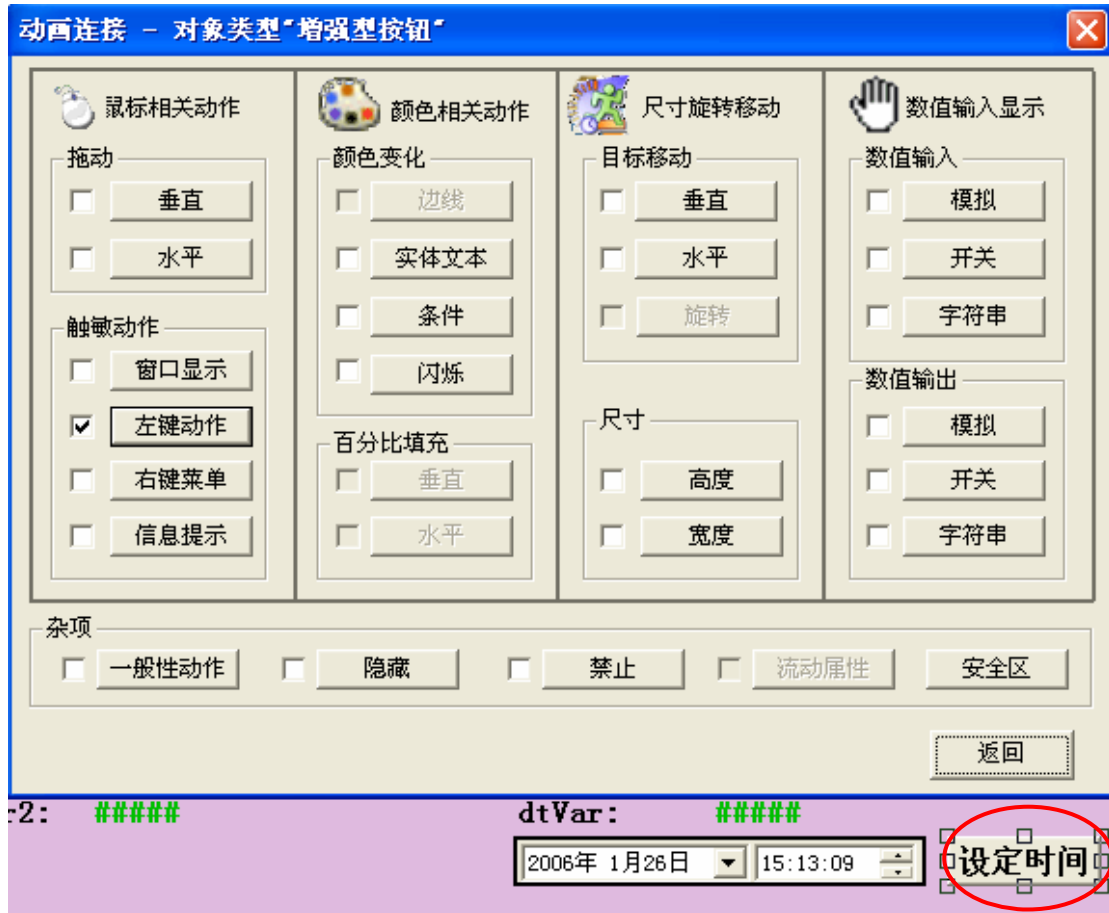 动画连接 - 对象类型"增强型按钮"
鼠标相关动作
拖动
垂直
水平
触敏动作
窗口显示
左键动作
右键菜单
信息提示
颜色相关动作
颜色变化
边线
实体文本
条件
闪烁
百分比填充
垂直
水平
尺寸旋转移动
目标移动
垂直
水平
旋转
尺寸
高度
宽度
数值输入显示
数值输入
模拟
开关
字符串
数值输出
模拟
开关
字符串
杂项
一般性动作 隐藏 禁止 流动属性 安全区
返回
r2: ##### dtVar: #####
2006年 1月26日 15:13:09 设定时间